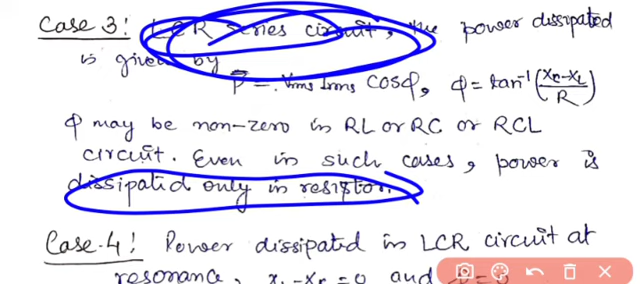 Case 3! LCR series circuit, the power dissipated
is given by
P̅ = Vrms Irms cosφ, φ = tan⁻¹ (Xc-XL / R)
φ may be non-zero in RL or RC or RCL
circuit. Even in such cases, power is
dissipated only in resistor.
Case-4! Power dissipated in LCR circuit at
resonance, =0 and